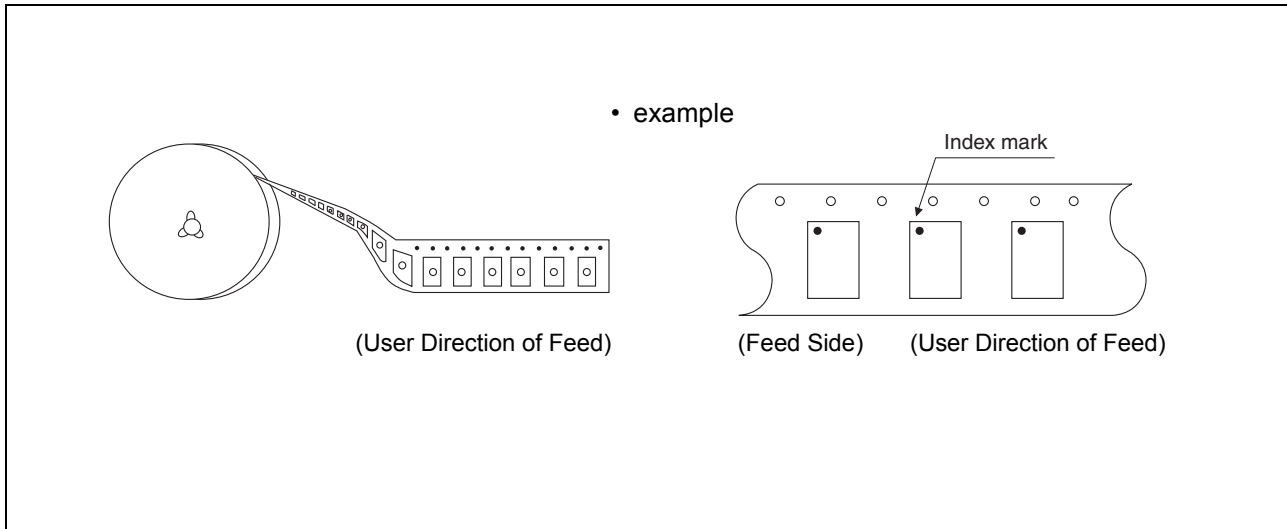 • example
Index mark
(User Direction of Feed)
(Feed Side)
(User Direction of Feed)